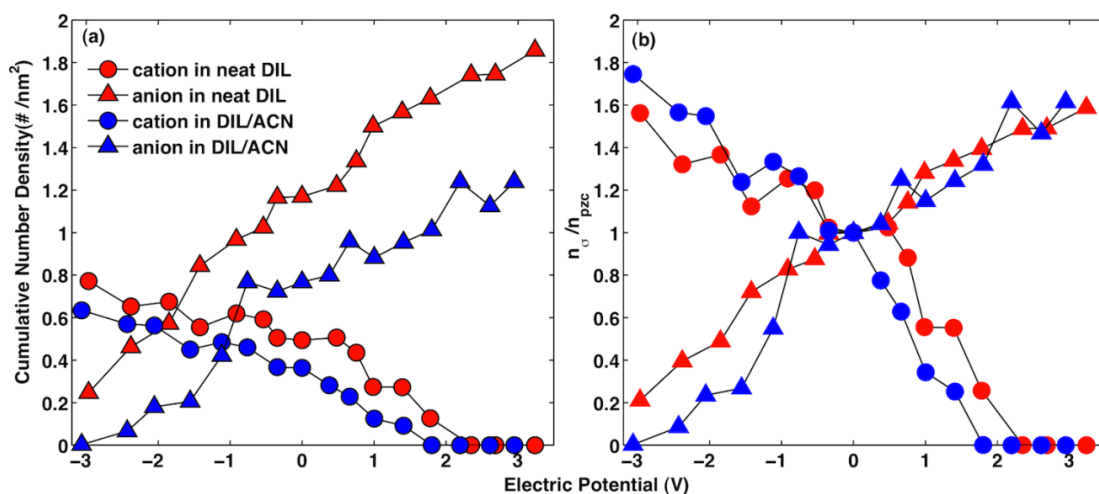 (a)
cation in neat DIL
anion in neat DIL
cation in DIL/ACN
anion in DIL/ACN
Cumulative Number Density(# /nm2)
2
1.8
1.6
1.4
1.2
1
0.8
0.6
0.4
0.2
0
−3 −2 −1 0 1 2 3
(b)
nσ/npzc
2
1.8
1.6
1.4
1.2
1
0.8
0.6
0.4
0.2
0
−3 −2 −1 0 1 2 3
Electric Potential (V)